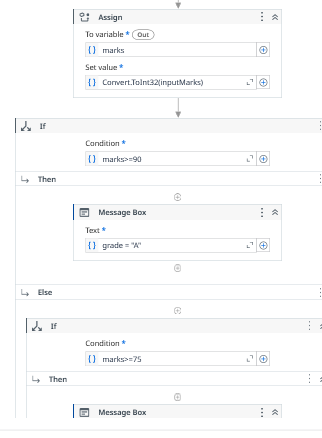 Assign
To variable * Out
marks
Set value *
Convert.ToInt32(inputMarks)
If
Condition *
marks>=90
Then
Message Box
Text *
grade = "A"
Else
If
Condition *
marks>=75
Then
Message Box